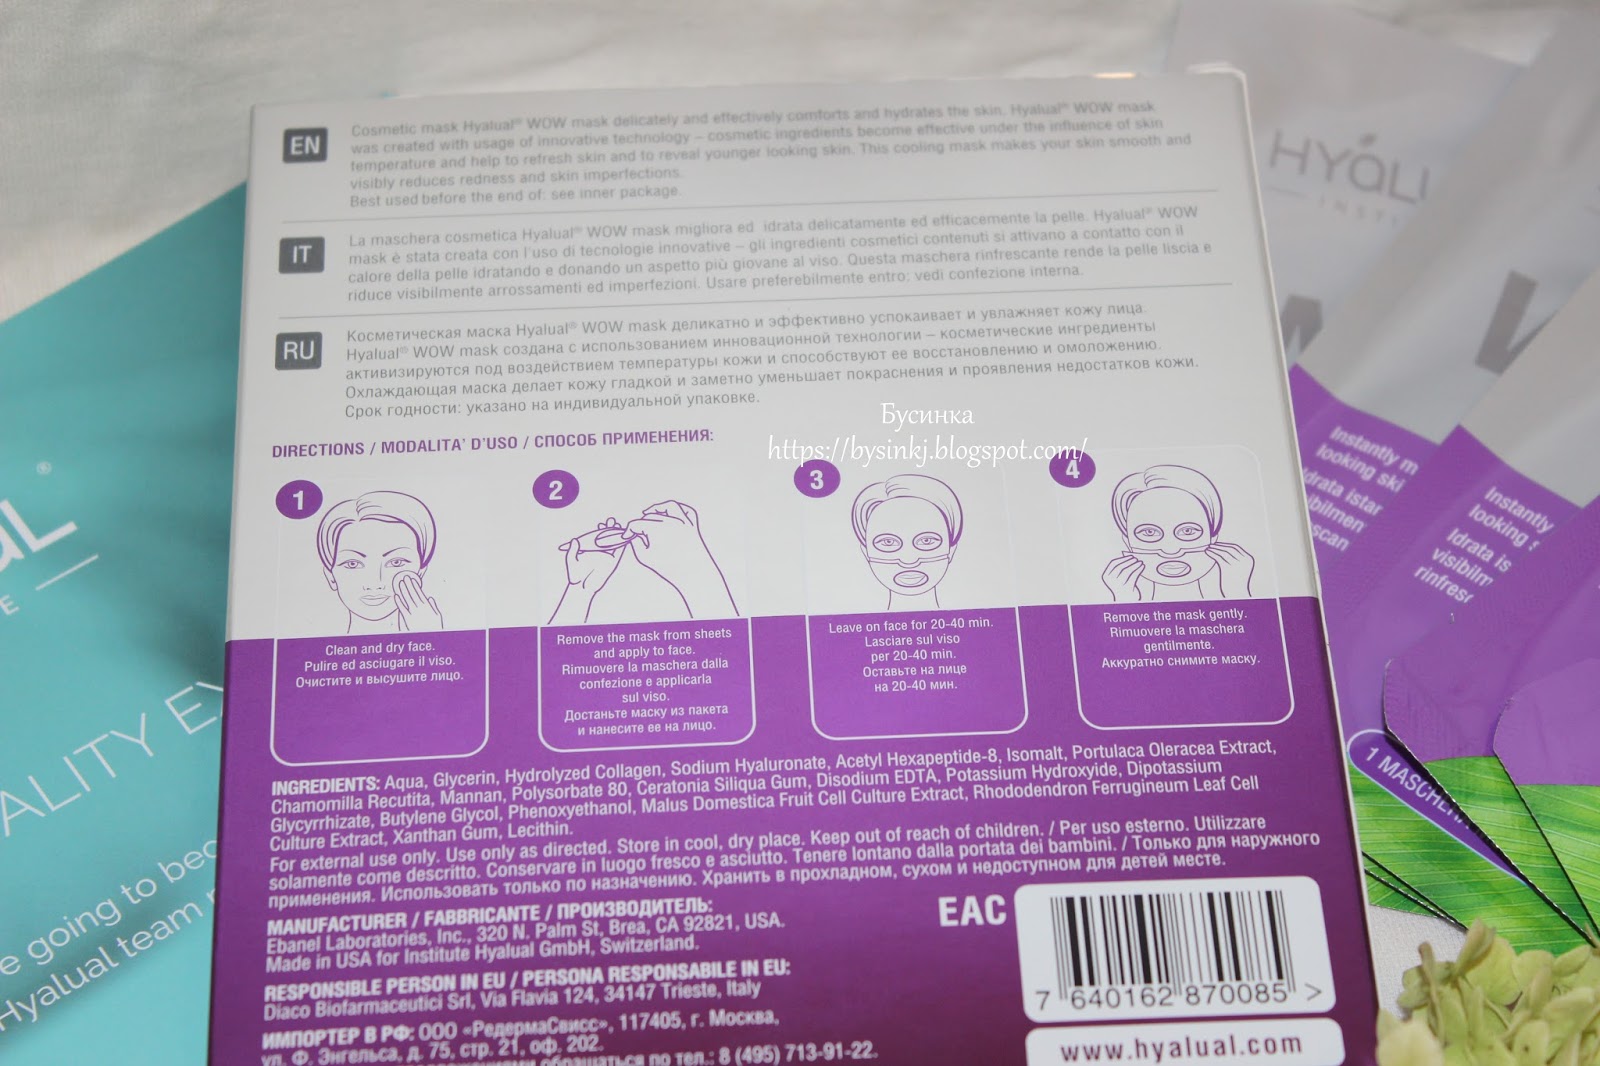 EN
Cosmetic mask Hyalual® WOW mask delicately and effectively comforts and hydrates the skin. Hyalual® WOW mask
was created with usage of innovative technology – cosmetic ingredients become effective under the influence of skin
temperature and help to refresh skin and to reveal younger looking skin. This cooling mask makes your skin smooth and
visibly reduces redness and skin imperfections.
Best used before the end of: see inner package.
IT
La maschera cosmetica Hyalual® WOW mask migliora ed idrata delicatamente ed efficacemente la pelle. Hyalual® WOW
mask è stata creata con l'uso di tecnologie innovative – gli ingredienti cosmetici contenuti si attivano a contatto con il
calore della pelle idratando e donando un aspetto più giovane al viso. Questa maschera rinfrescante rende la pelle liscia e
riduce visibilmente arrossamenti ed imperfezioni. Usare preferebilmente entro: vedi confezione interna.
RU
Косметическая маска Hyalual® WOW mask деликатно и эффективно успокаивает и увлажняет кожу лица.
Hyalual® WOW mask создана с использованием инновационной технологии – косметические ингредиенты
активизируются под воздействием температуры кожи и способствуют ее восстановлению и омоложению.
Охлаждающая маска делает кожу гладкой и заметно уменьшает покраснения и проявления недостатков кожи.
Срок годности: указано на индивидуальной упаковке.
Бусинка
https://bysinkj.blogspot.com/
DIRECTIONS / MODALITA' D'USO / СПОСОБ ПРИМЕНЕНИЯ:
1
Clean and dry face.
Pulire ed asciugare il viso.
Очистите и высушите лицо.
2
Remove the mask from sheets
and apply to face.
Rimuovere la maschera dalla
confezione e applicarla
sul viso.
Достаньте маску из пакета
и нанесите ее на лицо.
3
Leave on face for 20-40 min.
Lasciare sul viso
per 20-40 min.
Оставьте на лице
на 20-40 мин.
4
Remove the mask gently.
Rimuovere la maschera
gentilmente.
Аккуратно снимите маску.
INGREDIENTS: Aqua, Glycerin, Hydrolyzed Collagen, Sodium Hyaluronate, Acetyl Hexapeptide-8, Isomalt, Portulaca Oleracea Extract,
Chamomilla Recutita, Mannan, Polysorbate 80, Ceratonia Siliqua Gum, Disodium EDTA, Potassium Hydroxyde, Dipotassium
Glycyrrhizate, Butylene Glycol, Phenoxyethanol, Malus Domestica Fruit Cell Culture Extract, Rhododendron Ferrugineum Leaf Cell
Culture Extract, Xanthan Gum, Lecithin.
For external use only. Use only as directed. Store in cool, dry place. Keep out of reach of children. / Per uso esterno. Utilizzare
solamente come descritto. Conservare in luogo fresco e asciutto. Tenere lontano dalla portata dei bambini. / Только для наружного
применения. Использовать только по назначению. Хранить в прохладном, сухом и недоступном для детей месте.
MANUFACTURER / FABBRICANTE / ПРОИЗВОДИТЕЛЬ:
Ebanel Laboratories, Inc., 320 N. Palm St, Brea, CA 92821, USA.
Made in USA for Institute Hyalual GmbH, Switzerland.
RESPONSIBLE PERSON IN EU / PERSONA RESPONSABILE IN EU:
Diaco Biofarmaceutici Srl, Via Flavia 124, 34147 Trieste, Italy
ИМПОРТЕР В РФ: ООО «РедермаСвисс», 117405, г. Москва,
ул. Ф. Энгельса, д. 75, стр. 21, оф. 202.
обращаться по тел.: 8 (495) 713-91-22.
EAC
7 640162 870085 >
www.hyalual.com
®
ALITY
e going to
Hyalual team
HYALU
INSTI
W
Instantly m
looking ski
Idrata istan
Instantly
looking
Idrata is
visibilm
rinfres
1 MASCHER